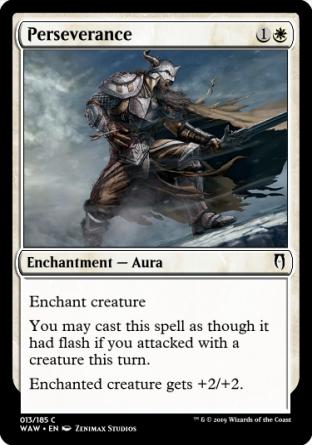 Perseverance 1
Enchantment — Aura
Enchant creature
You may cast this spell as though it
had flash if you attacked with a
creature this turn.
Enchanted creature gets +2/+2.
013/185 C
WAW • EN Zenimax Studios
™ & © 2019 Wizards of the Coast